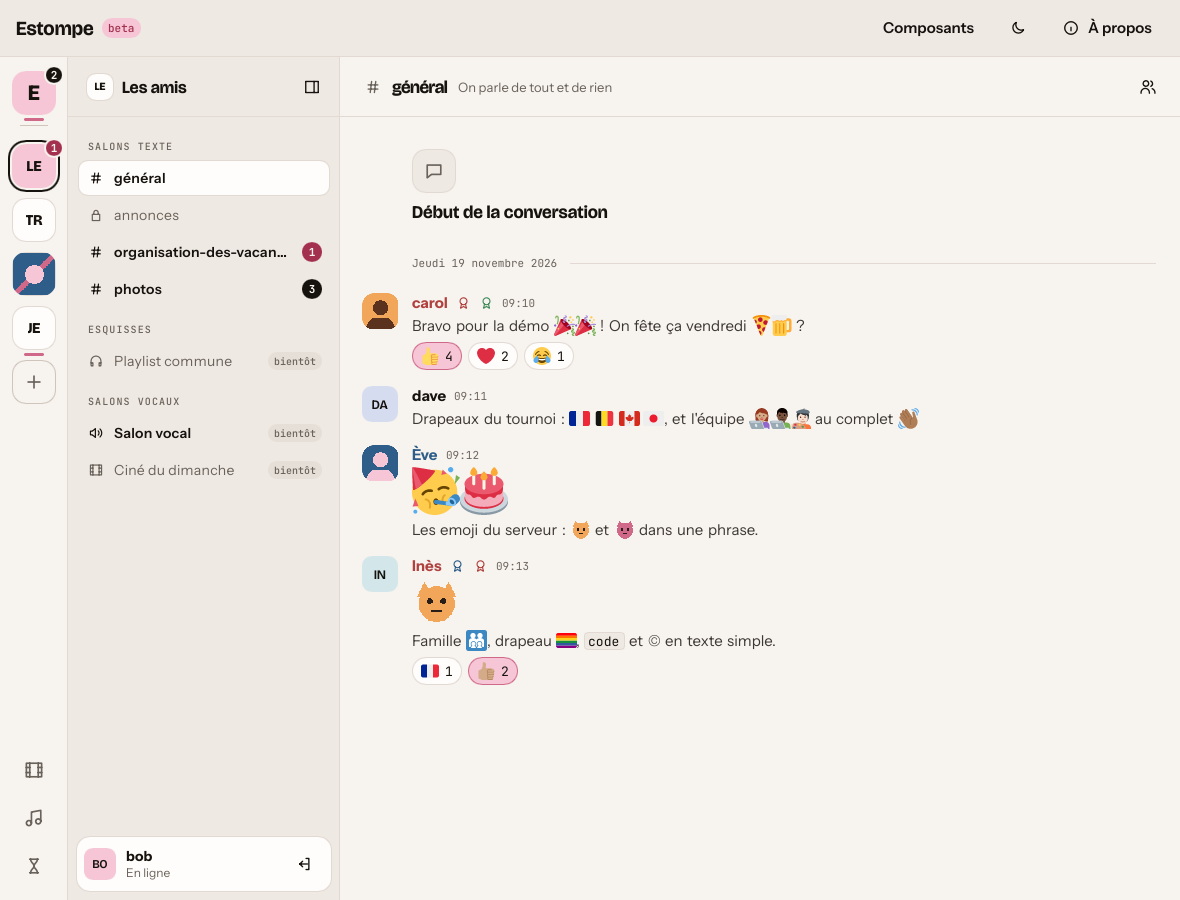 Estompe beta
Composants
À propos
E 2
LE 1
TR
JE
LE Les amis
SALONS TEXTE
# général
annonces
# organisation-des-vacan... 1
# photos 3
ESQUISSES
Playlist commune bientôt
SALONS VOCAUX
Salon vocal bientôt
Ciné du dimanche bientôt
BO bob
En ligne
# général On parle de tout et de rien
Début de la conversation
Jeudi 19 novembre 2026
carol 09:10
Bravo pour la démo 🎉🎉 ! On fête ça vendredi 🍕🍺 ?
👍 4 ❤️ 2 😂 1
DA dave 09:11
Drapeaux du tournoi : 🇫🇷 🇧🇪 🇨🇦 🇯🇵, et l'équipe 👩🏽‍💻👨🏿‍💻🧑🏻‍🚀 au complet 👋🏾
Ève 09:12
🥳🎂
Les emoji du serveur : et dans une phrase.
IN Inès 09:13
Famille 👨‍👩‍👧‍👦, drapeau 🏳️‍🌈, code et © en texte simple.
🇫🇷 1 👍🏽 2